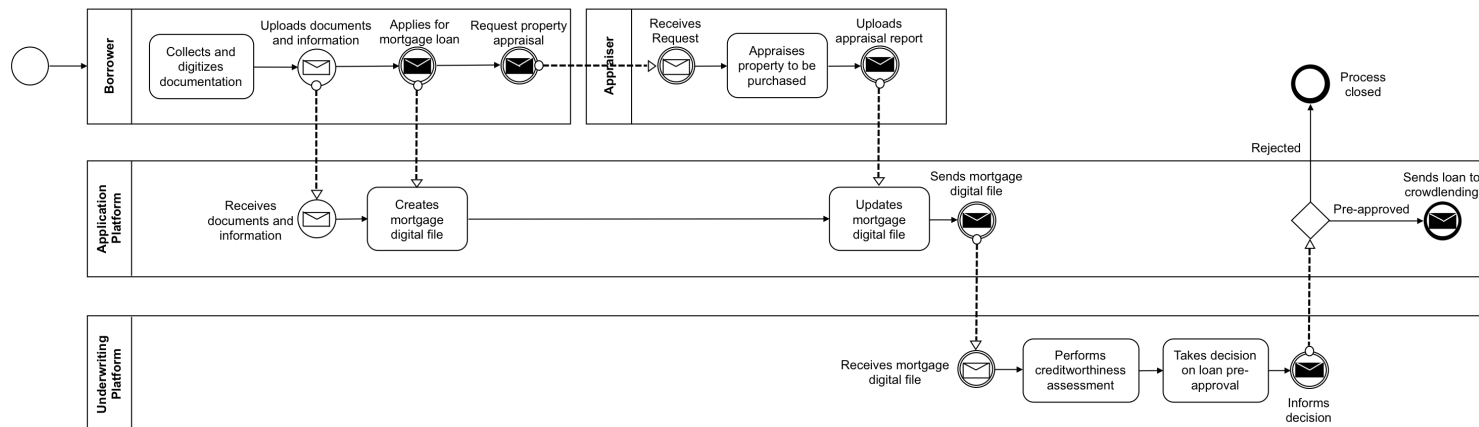 Borrower
Collects and
digitizes
documentation
Uploads documents
and information
Applies for
mortgage loan
Request property
appraisal
Appraiser
Receives
Request
Appraises
property to be
purchased
Uploads
appraisal report
Process
closed
Rejected
Application
Platform
Receives
documents and
information
Creates
mortgage
digital file
Updates
mortgage
digital file
Sends mortgage
digital file
Pre-approved
Sends loan to
crowdlending
Underwriting
Platform
Receives mortgage
digital file
Performs
creditworthiness
assessment
Takes decision
on loan pre-
approval
Informs
decision